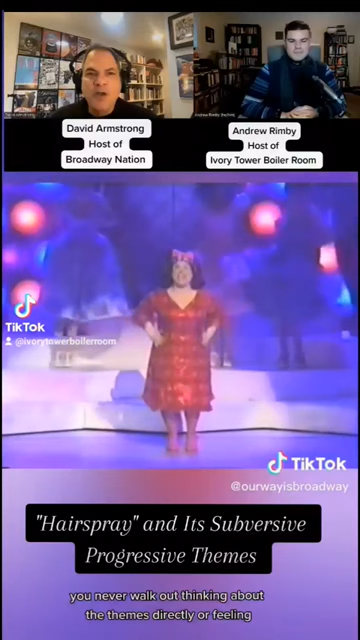 David Armstrong
Host of
Broadway Nation
Andrew Rimby
Host of
Ivory Tower Boiler Room
TikTok
@ivorytowerboilerroom
TikTok
@ourwayisbroadway
"Hairspray" and Its Subversive
Progressive Themes
you never walk out thinking about
the themes directly or feeling